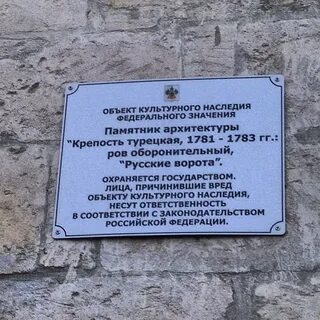 ОБЪЕКТ КУЛЬТУРНОГО НАСЛЕДИЯ
ФЕДЕРАЛЬНОГО ЗНАЧЕНИЯ
Памятник архитектуры
"Крепость турецкая, 1781 - 1783 гг.:
ров оборонительный,
"Русские ворота".
ОХРАНЯЕТСЯ ГОСУДАРСТВОМ.
ЛИЦА, ПРИЧИНИВШИЕ ВРЕД
ОБЪЕКТУ КУЛЬТУРНОГО НАСЛЕДИЯ,
НЕСУТ ОТВЕТСТВЕННОСТЬ
В СООТВЕТСТВИИ С ЗАКОНОДАТЕЛЬСТВОМ
РОССИЙСКОЙ ФЕДЕРАЦИИ.